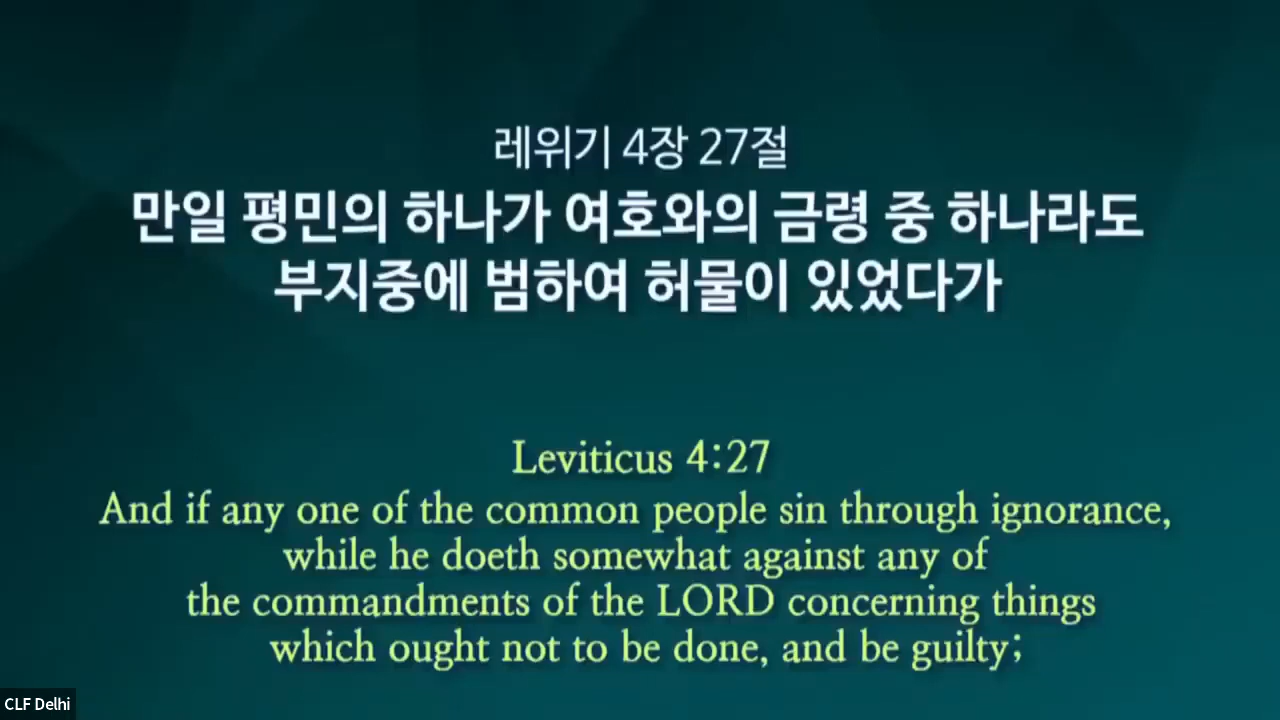 레위기 4장 27절
만일 평민의 하나가 여호와의 금령 중 하나라도
부지중에 범하여 허물이 있었다가
Leviticus 4:27
And if any one of the common people sin through ignorance,
while he doeth somewhat against any of
the commandments of the LORD concerning things
which ought not to be done, and be guilty;
CLF Delhi